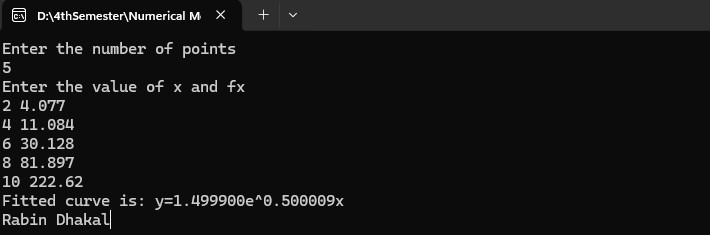 D:\4thSemester\Numerical M
Enter the number of points
5
Enter the value of x and fx
2 4.077
4 11.084
6 30.128
8 81.897
10 222.62
Fitted curve is: y=1.499900e^0.500009x
Rabin Dhakal